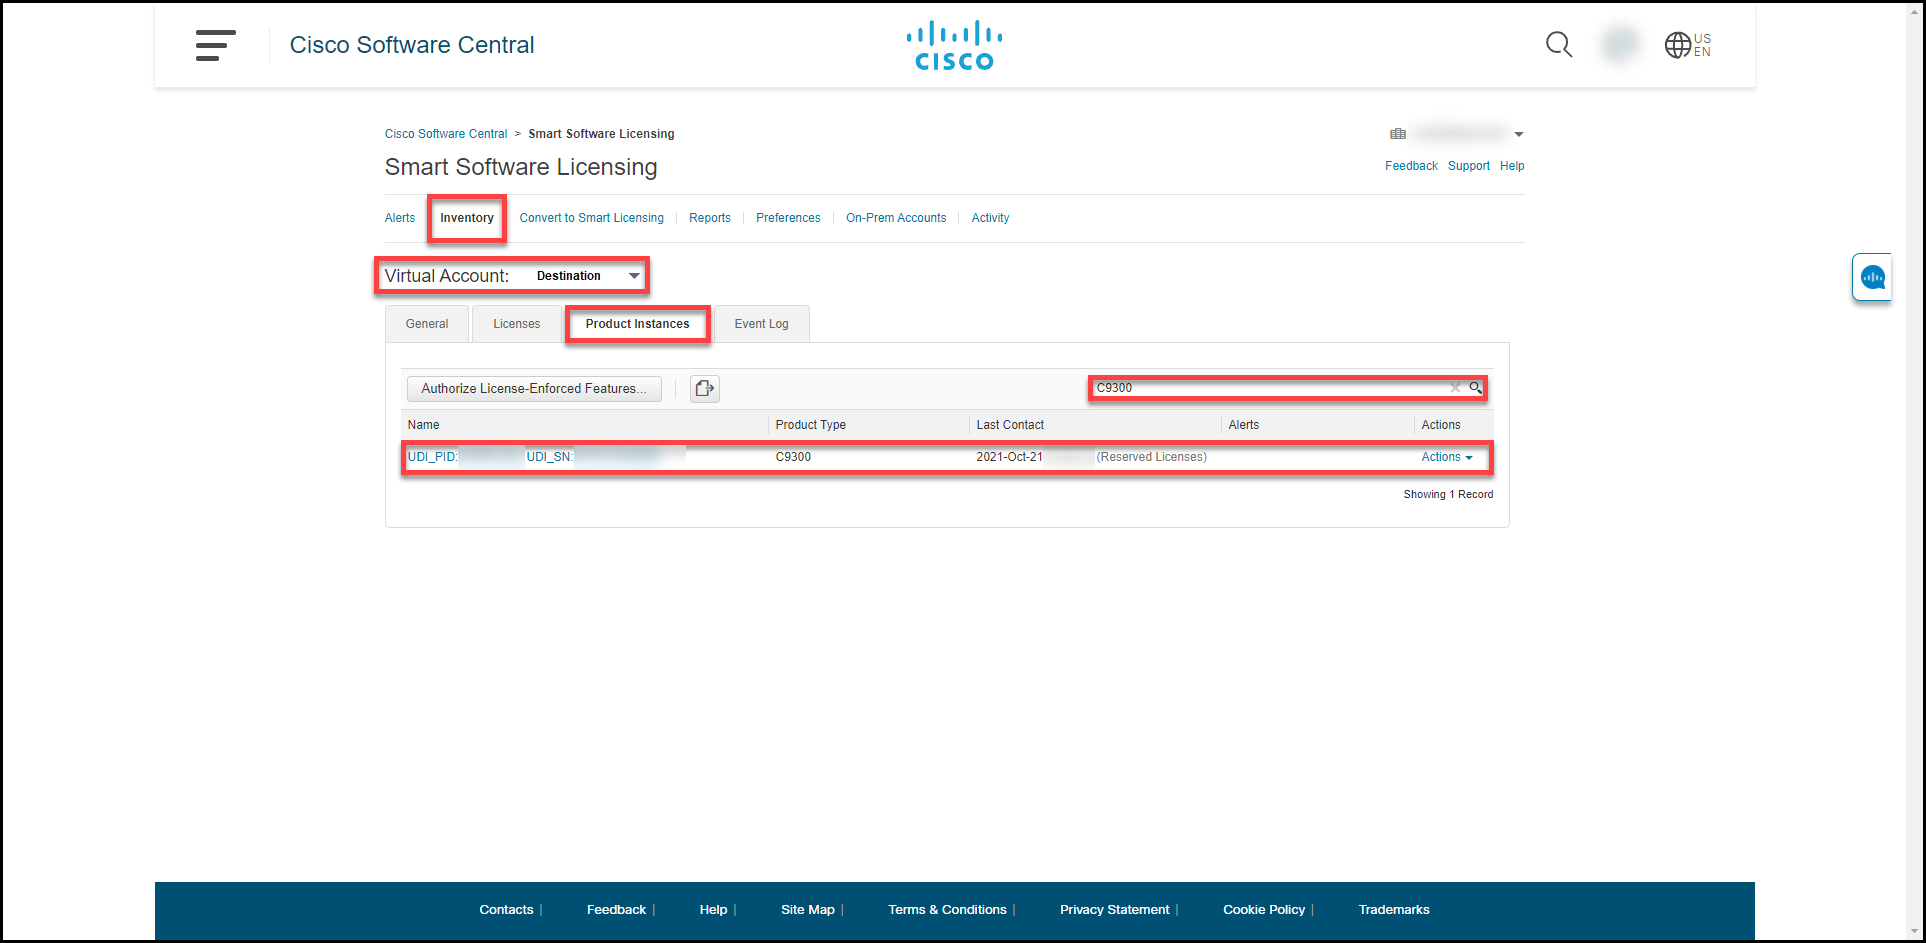 Cisco Software Central
CISCO
US
EN
Cisco Software Central > Smart Software Licensing
Smart Software Licensing
Feedback Support Help
Alerts Inventory Convert to Smart Licensing Reports Preferences On-Prem Accounts Activity
Virtual Account: Destination
General Licenses Product Instances Event Log
Authorize License-Enforced Features... C9300
Name Product Type Last Contact Alerts Actions
UDI_PID: UDI_SN: C9300 2021-Oct-21 (Reserved Licenses) Actions
Showing 1 Record
Contacts | Feedback | Help | Site Map | Terms & Conditions | Privacy Statement | Cookie Policy | Trademarks